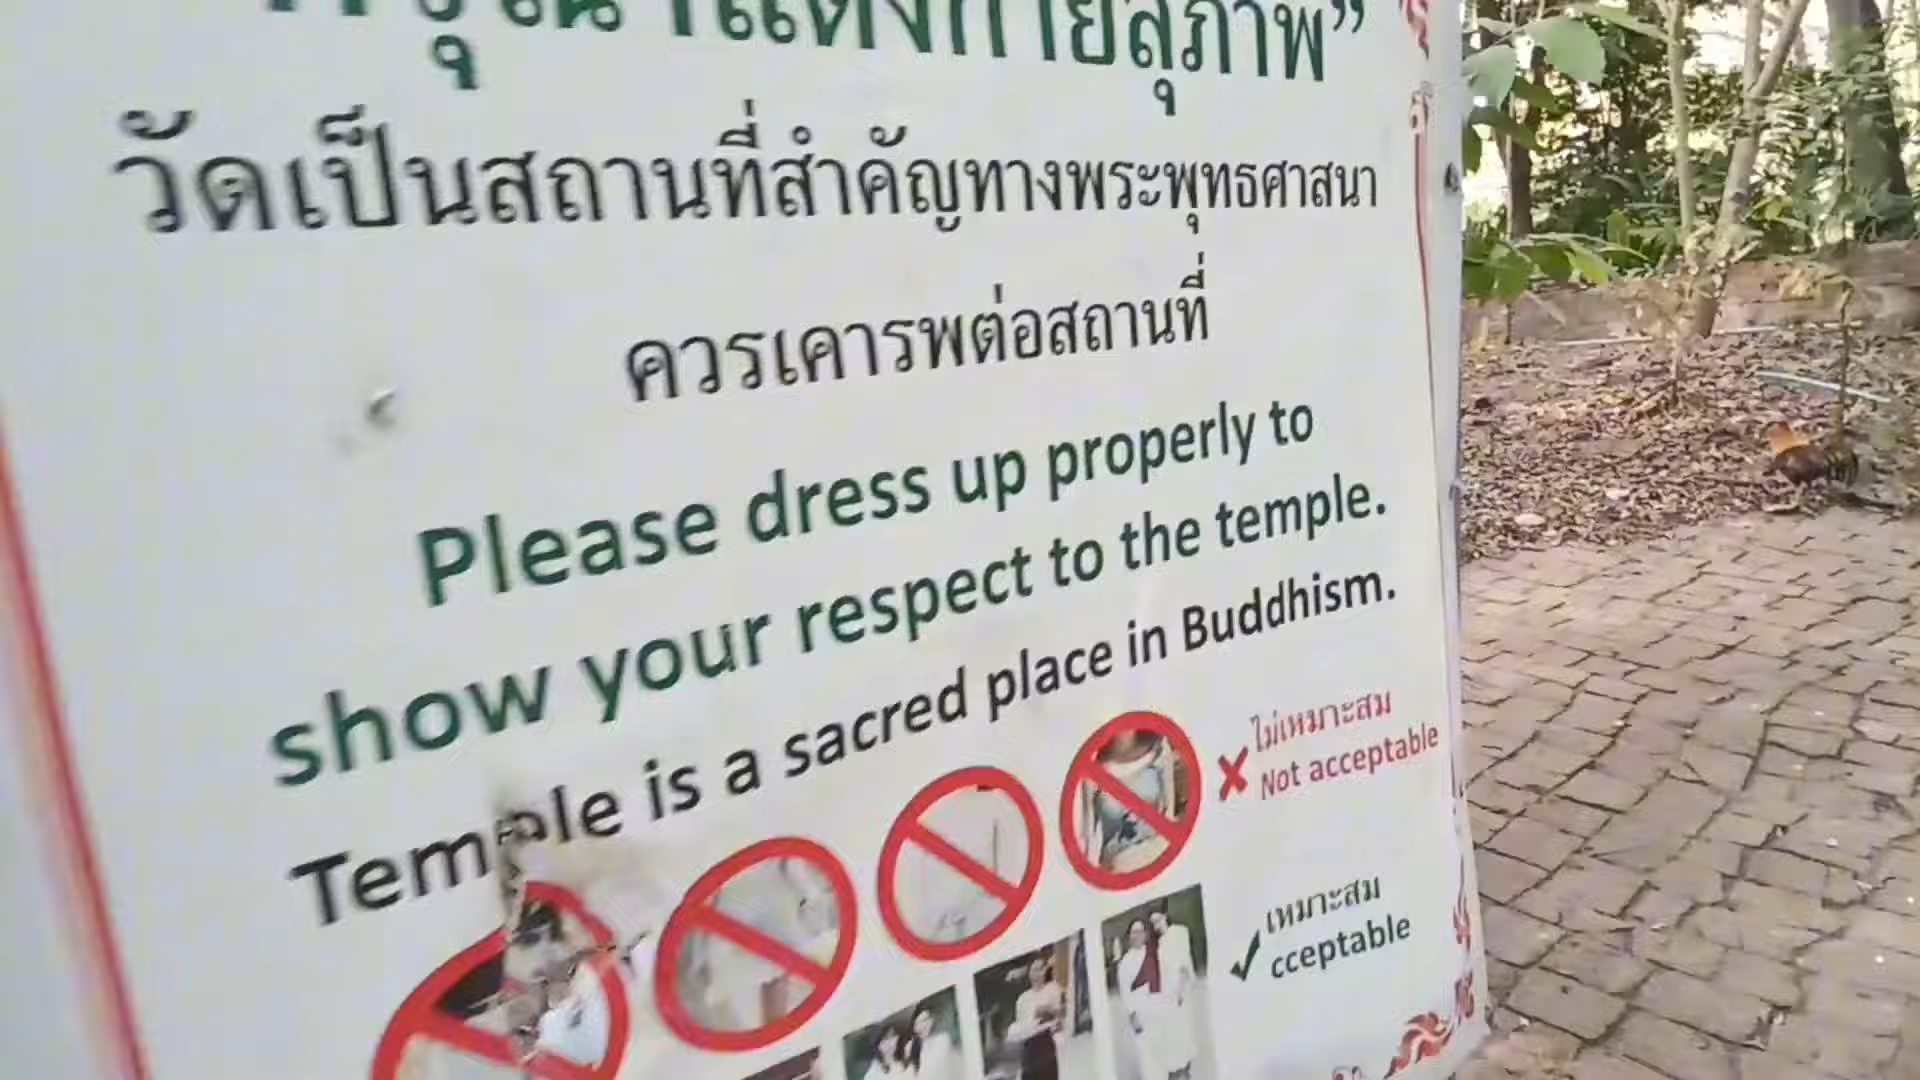 กรุณาแต่งกายสุภาพ”
วัดเป็นสถานที่สำคัญทางพระพุทธศาสนา
ควรเคารพต่อสถานที่
Please dress up properly to
show your respect to the temple.
Temple is a sacred place in Buddhism.
ไม่เหมาะสม
Not acceptable
เหมาะสม
cceptable